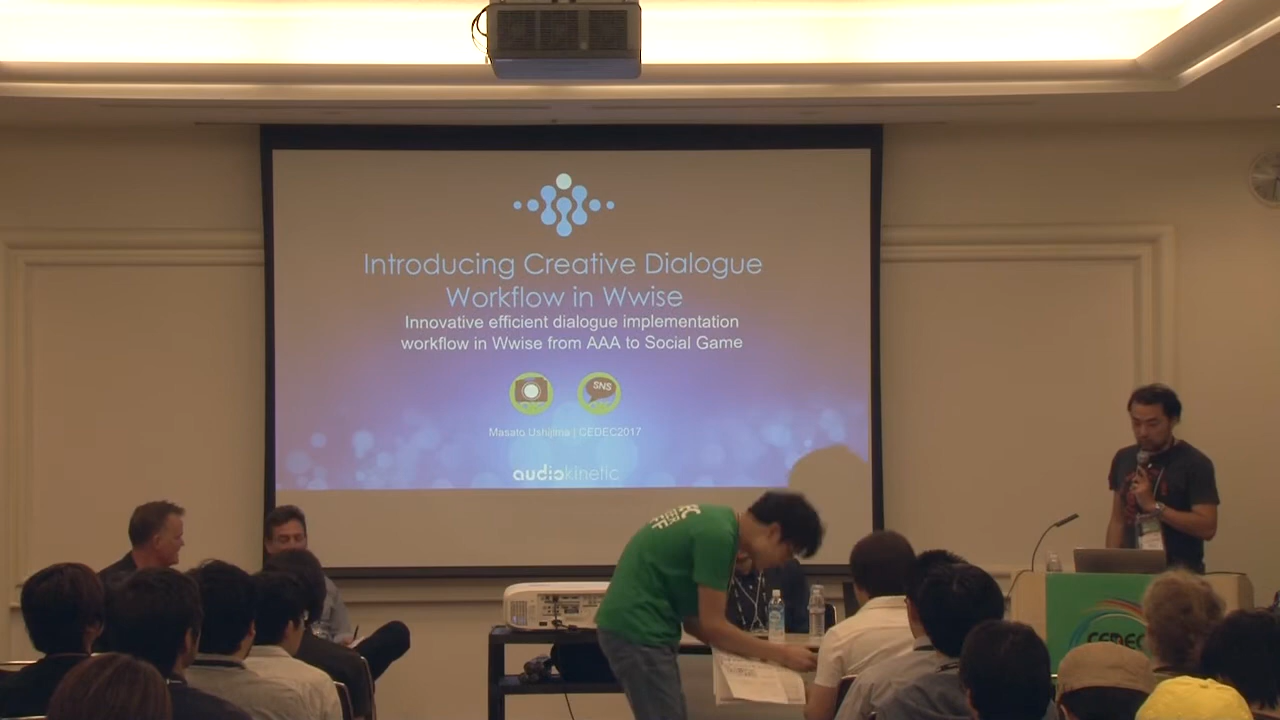 Introducing Creative Dialogue
Workflow in Wwise
Innovative efficient dialogue implementation
workflow in Wwise from AAA to Social Game
SNS
Masato Ushijima | CEDEC2017
audiokinetic
CEDEC